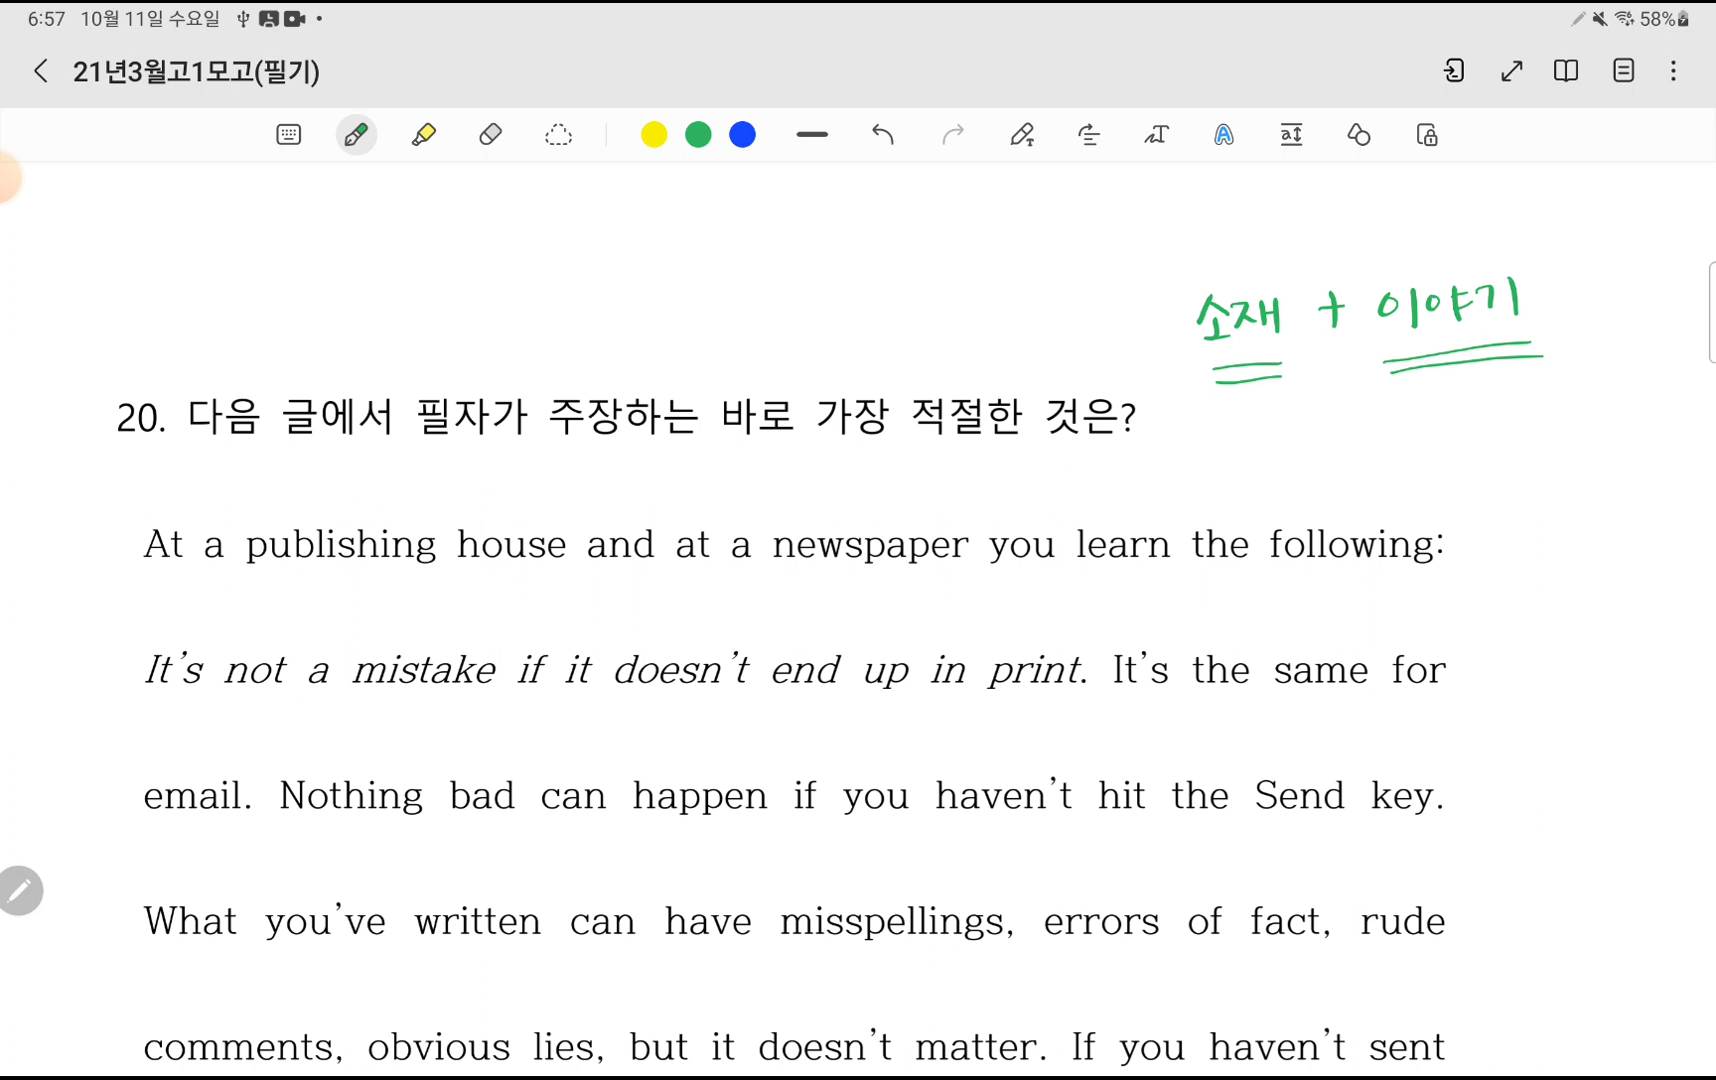 6:57 10월 11일 수요일 58%
21년3월고1모고(필기)
소재 + 이야기
20. 다음 글에서 필자가 주장하는 바로 가장 적절한 것은?
At a publishing house and at a newspaper you learn the following:
It's not a mistake if it doesn't end up in print. It's the same for
email. Nothing bad can happen if you haven't hit the Send key.
What you've written can have misspellings, errors of fact, rude
comments, obvious lies, but it doesn't matter. If you haven't sent